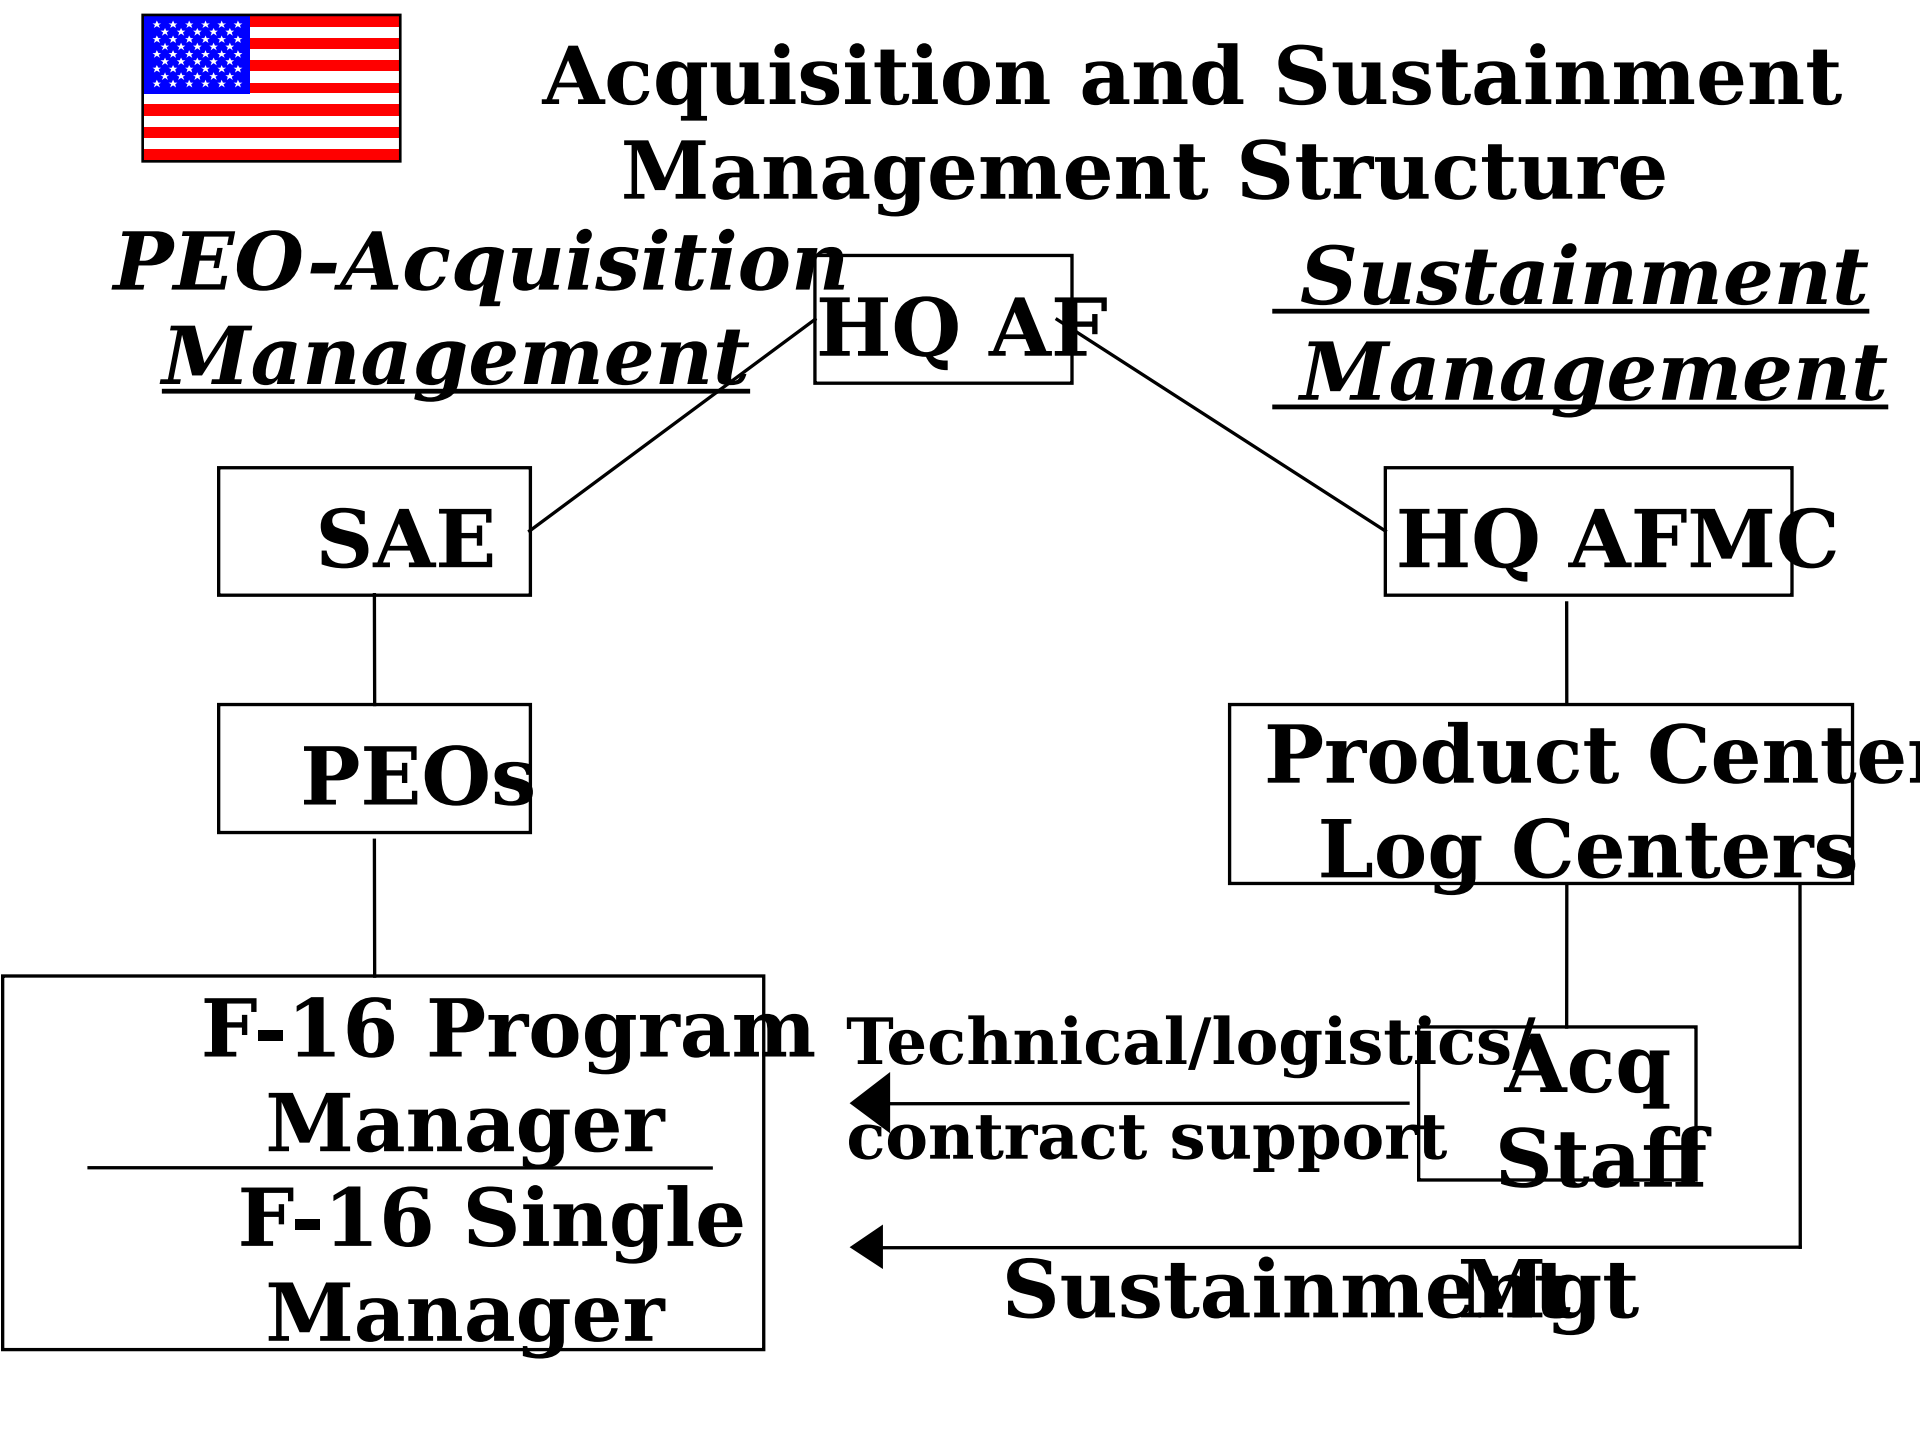 Acquisition and Sustainment
Management Structure
PEO-Acquisition
Management
HQ AF
Sustainment
Management
SAE
HQ AFMC
PEOs
Product Center
Log Centers
F-16 Program
Manager
F-16 Single
Manager
Technical/logistics/
contract support
Acq
Staff
Sustainment Mgt